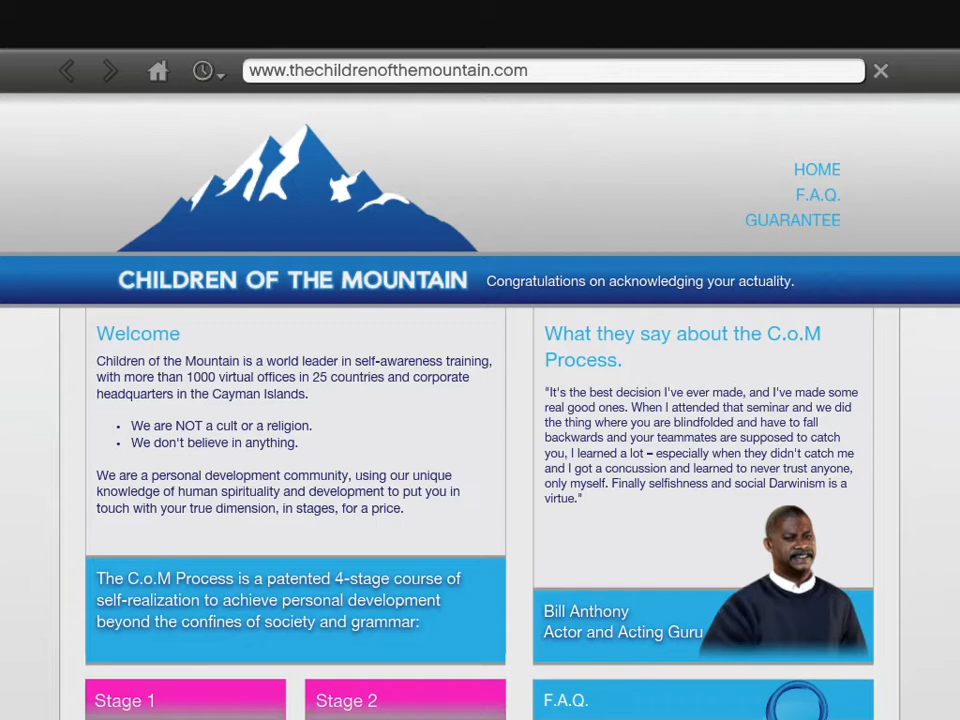 www.thechildrenofthemountain.com
HOME
F.A.Q.
GUARANTEE
CHILDREN OF THE MOUNTAIN
Congratulations on acknowledging your actuality.
Welcome
Children of the Mountain is a world leader in self-awareness training,
with more than 1000 virtual offices in 25 countries and corporate
headquarters in the Cayman Islands.
• We are NOT a cult or a religion.
• We don't believe in anything.
We are a personal development community, using our unique
knowledge of human spirituality and development to put you in
touch with your true dimension, in stages, for a price.
The C.o.M Process is a patented 4-stage course of
self-realization to achieve personal development
beyond the confines of society and grammar:
Stage 1
Stage 2
What they say about the C.o.M
Process.
"It's the best decision I've ever made, and I've made some
real good ones. When I attended that seminar and we did
the thing where you are blindfolded and have to fall
backwards and your teammates are supposed to catch
you, I learned a lot – especially when they didn't catch me
and I got a concussion and learned to never trust anyone,
only myself. Finally selfishness and social Darwinism is a
virtue."
Bill Anthony
Actor and Acting Guru
F.A.Q.